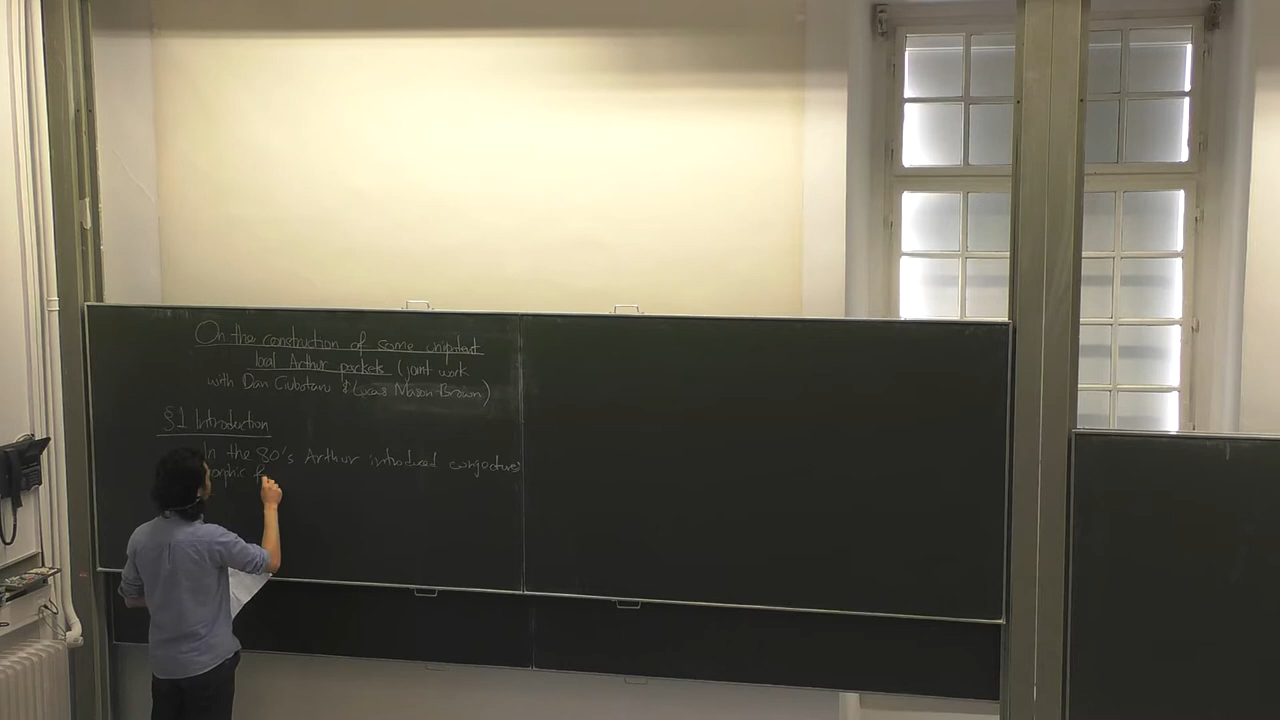 On the construction of some unipotent
local Arthur packets (joint work
with Dan Ciubotaru & Lucas Mason-Brown)
§1 Introduction
In the 80's Arthur introduced conjectures
orphic f